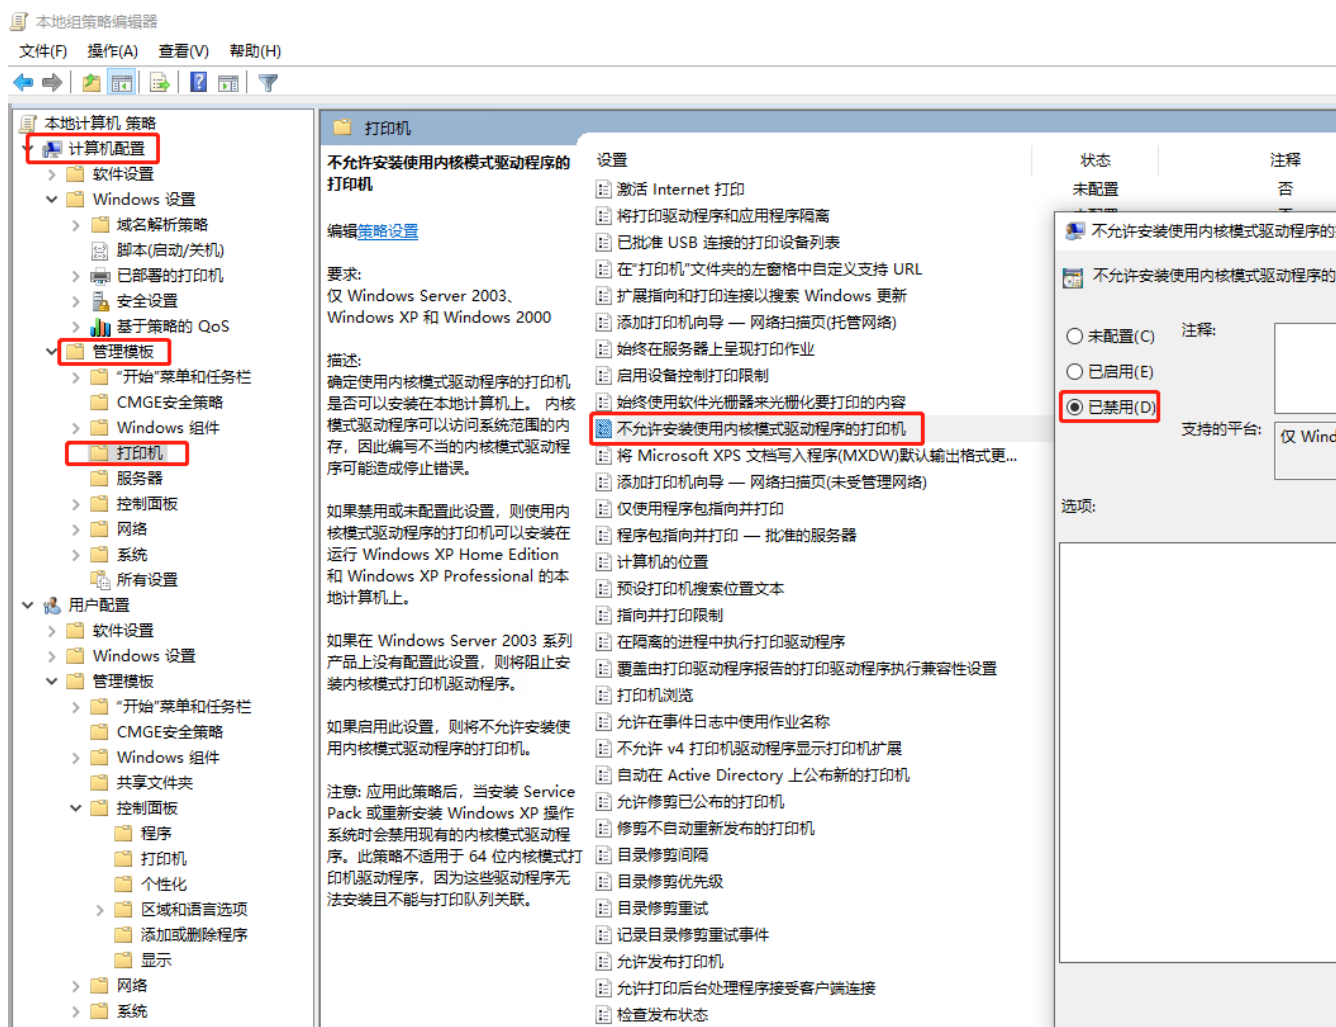 本地组策略编辑器
文件(F) 操作(A) 查看(V) 帮助(H)
本地计算机 策略
计算机配置
软件设置
Windows 设置
域名解析策略
脚本(启动/关机)
已部署的打印机
安全设置
基于策略的 QoS
管理模板
“开始”菜单和任务栏
CMGE安全策略
Windows 组件
打印机
服务器
控制面板
网络
系统
所有设置
用户配置
软件设置
Windows 设置
管理模板
“开始”菜单和任务栏
CMGE安全策略
Windows 组件
共享文件夹
控制面板
程序
打印机
个性化
区域和语言选项
添加或删除程序
显示
网络
系统
打印机
不允许安装使用内核模式驱动程序的
打印机
编辑策略设置
要求:
仅 Windows Server 2003、
Windows XP 和 Windows 2000
描述:
确定使用内核模式驱动程序的打印机
是否可以安装在本地计算机上。 内核
模式驱动程序可以访问系统范围的内
存，因此编写不当的内核模式驱动程
序可能造成停止错误。
如果禁用或未配置此设置，则使用内
核模式驱动程序的打印机可以安装在
运行 Windows XP Home Edition
和 Windows XP Professional 的本
地计算机上。
如果在 Windows Server 2003 系列
产品上没有配置此设置，则将阻止安
装内核模式打印机驱动程序。
如果启用此设置，则将不允许安装使
用内核模式驱动程序的打印机。
注意: 应用此策略后，当安装 Service
Pack 或重新安装 Windows XP 操作
系统时会禁用现有的内核模式驱动程
序。此策略不适用于 64 位内核模式打
印机驱动程序，因为这些驱动程序无
法安装且不能与打印队列关联。
设置 状态 注释
激活 Internet 打印 未配置 否
将打印驱动程序和应用程序隔离
已批准 USB 连接的打印设备列表
在“打印机”文件夹的左窗格中自定义支持 URL
扩展指向和打印连接以搜索 Windows 更新
添加打印机向导 — 网络扫描页(托管网络)
始终在服务器上呈现打印作业
启用设备控制打印限制
始终使用软件光栅器来光栅化要打印的内容
不允许安装使用内核模式驱动程序的打印机
将 Microsoft XPS 文档写入程序(MXDW)默认输出格式更...
添加打印机向导 — 网络扫描页(未受管理网络)
仅使用程序包指向并打印
程序包指向并打印 — 批准的服务器
计算机的位置
预设打印机搜索位置文本
指向并打印限制
在隔离的进程中执行打印驱动程序
覆盖由打印驱动程序报告的打印驱动程序执行兼容性设置
打印机浏览
允许在事件日志中使用作业名称
不允许 v4 打印机驱动程序显示打印机扩展
自动在 Active Directory 上公布新的打印机
允许修剪已公布的打印机
修剪不自动重新发布的打印机
目录修剪间隔
目录修剪优先级
目录修剪重试
记录目录修剪重试事件
允许发布打印机
允许打印后台处理程序接受客户端连接
检查发布状态
不允许安装使用内核模式驱动程序的
不允许安装使用内核模式驱动程序的
未配置(C) 注释:
已启用(E)
已禁用(D)
支持的平台: 仅 Wind
选项: